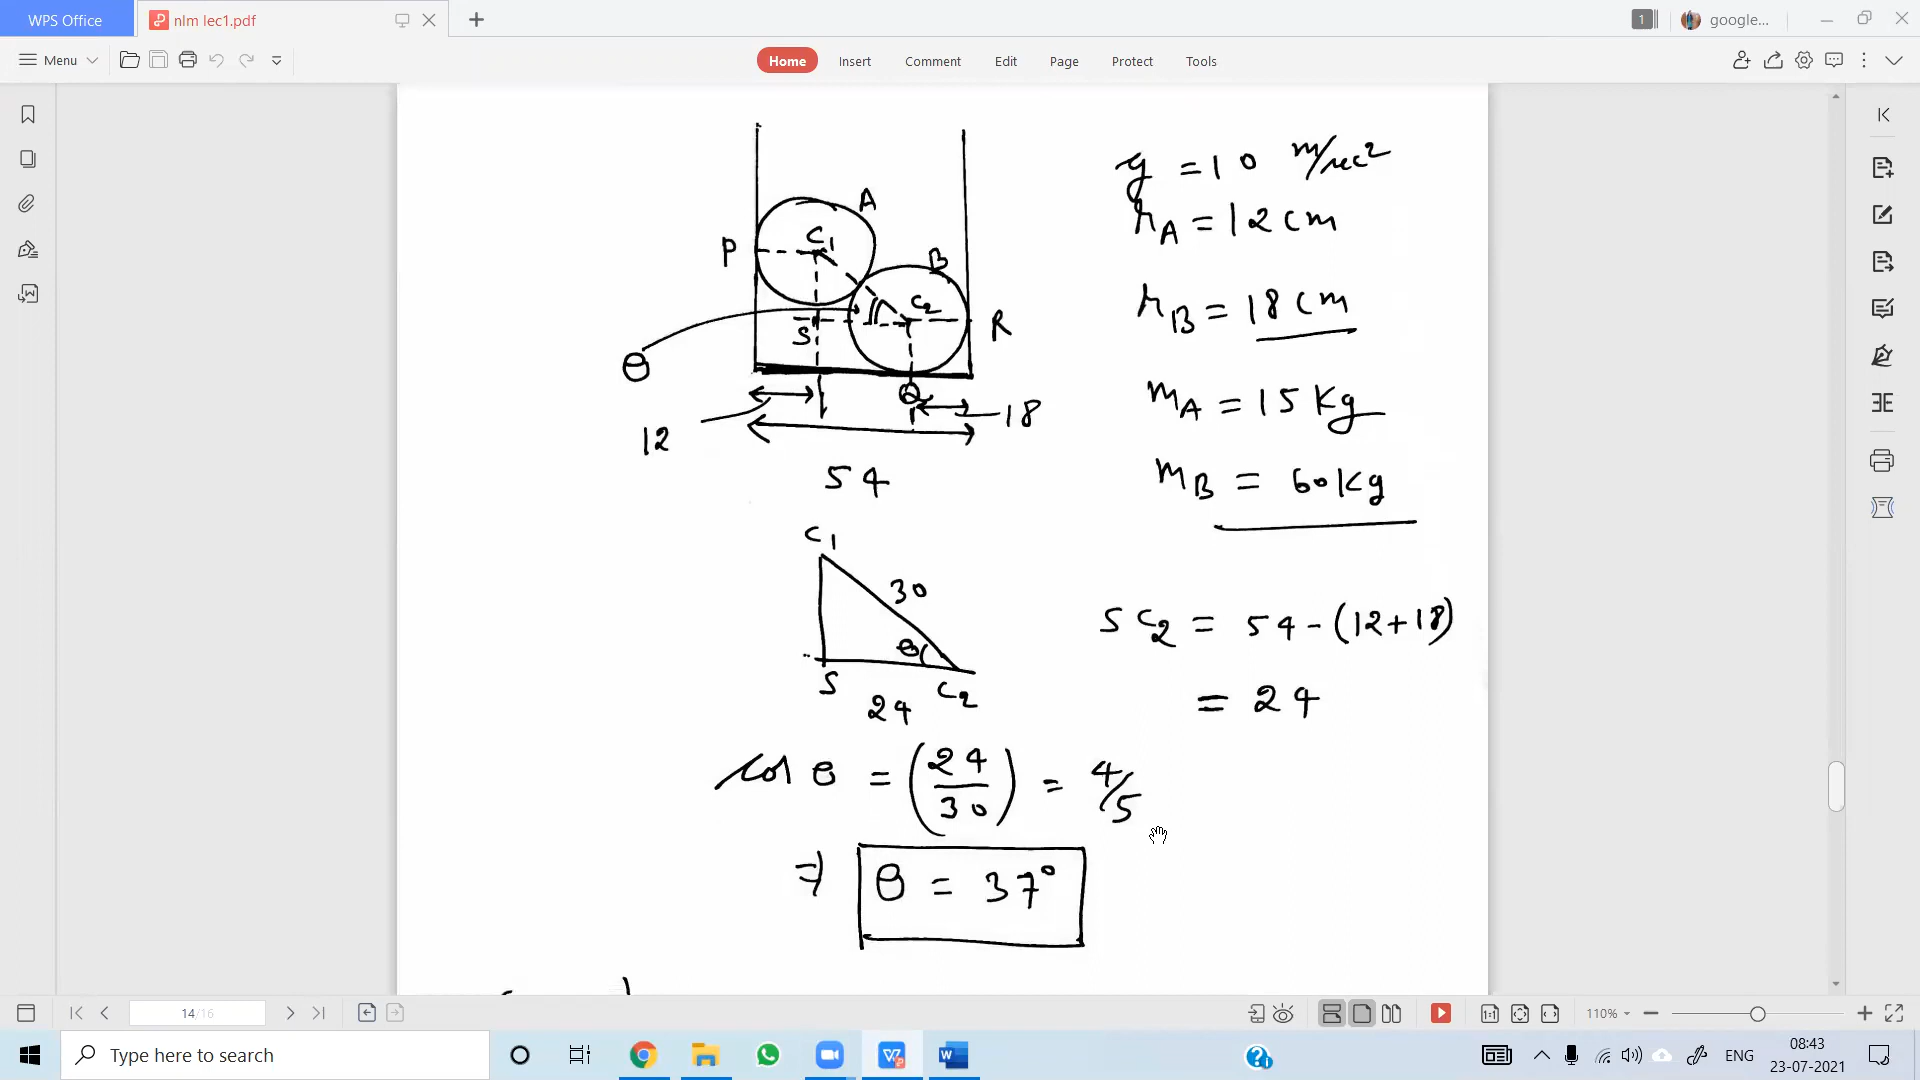 WPS Office
nlm lec1.pdf
1
google...
Menu
Home
Insert
Comment
Edit
Page
Protect
Tools
g = 10 m/sec2
rA = 12 cm
rB = 18 cm
mA = 15 Kg
mB = 60 Kg
A
C1
P
B
C2
S
R
θ
Q
12
18
54
C1
30
θ
S
C2
24
SC2 = 54 - (12+18)
= 24
cos θ = (24/30) = 4/5
⇒ θ = 37°
14/16
1:1
110%
Type here to search
W
ENG
08:43
23-07-2021